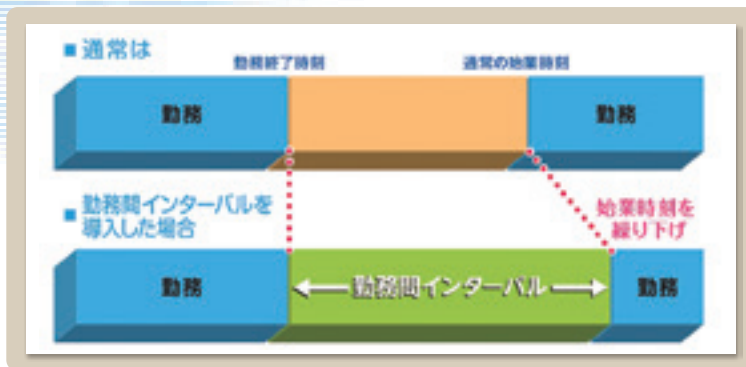 ■通常は
勤務終了時刻
通常の始業時刻
勤務
勤務
■勤務間インターバルを
導入した場合
始業時刻を
繰り下げ
勤務
勤務間インターバル
勤務